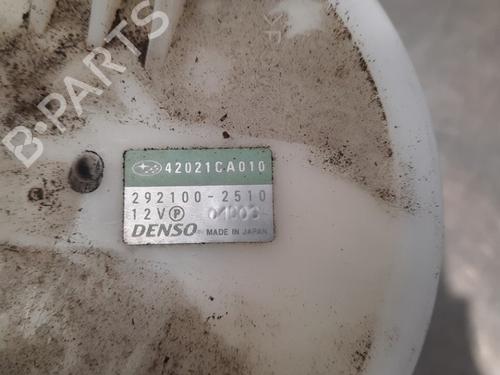 B-PARTS
42021CA010
292100-2510
12V P
DENSO MADE IN JAPAN